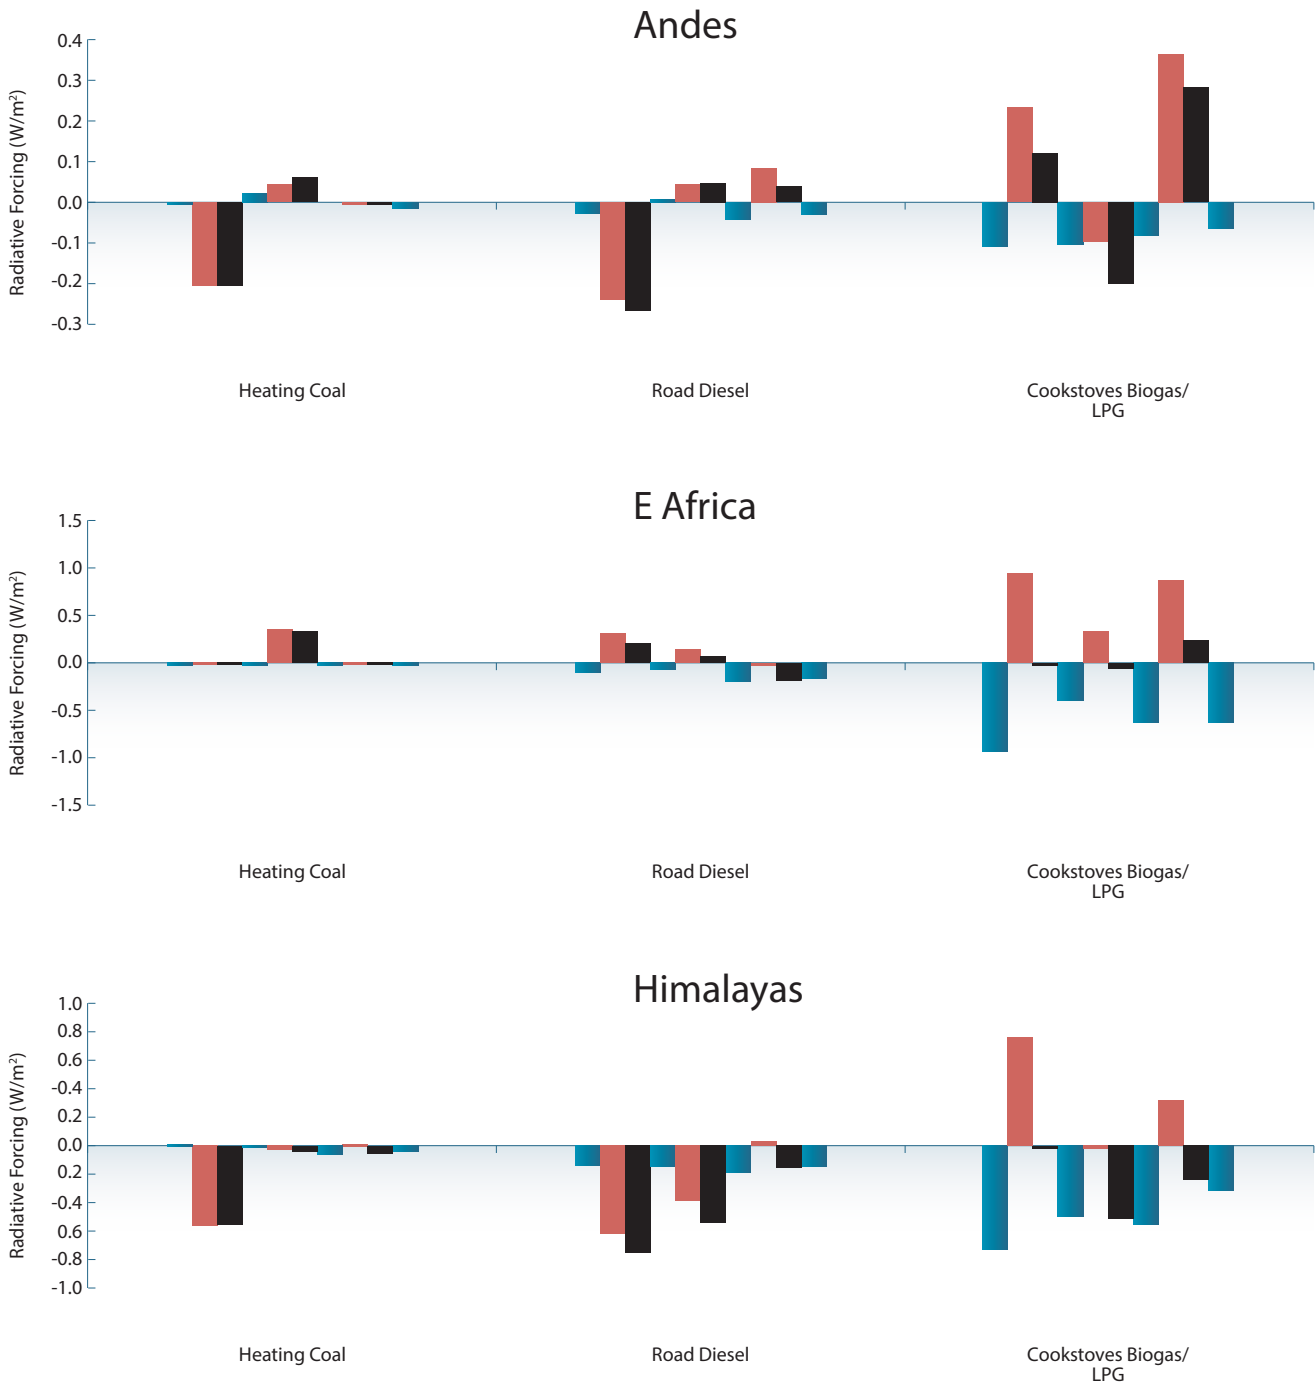 Andes
Radiative Forcing (W/m²)
0.4
0.3
0.2
0.1
0.0
-0.1
-0.2
-0.3
Heating Coal
Road Diesel
Cookstoves Biogas/
LPG
E Africa
Radiative Forcing (W/m²)
1.5
1.0
0.5
0.0
-0.5
-1.0
-1.5
Heating Coal
Road Diesel
Cookstoves Biogas/
LPG
Himalayas
Radiative Forcing (W/m²)
1.0
0.8
0.6
-0.4
0.2
0.0
0.2
-0.4
0.6
-0.8
-1.0
Heating Coal
Road Diesel
Cookstoves Biogas/
LPG